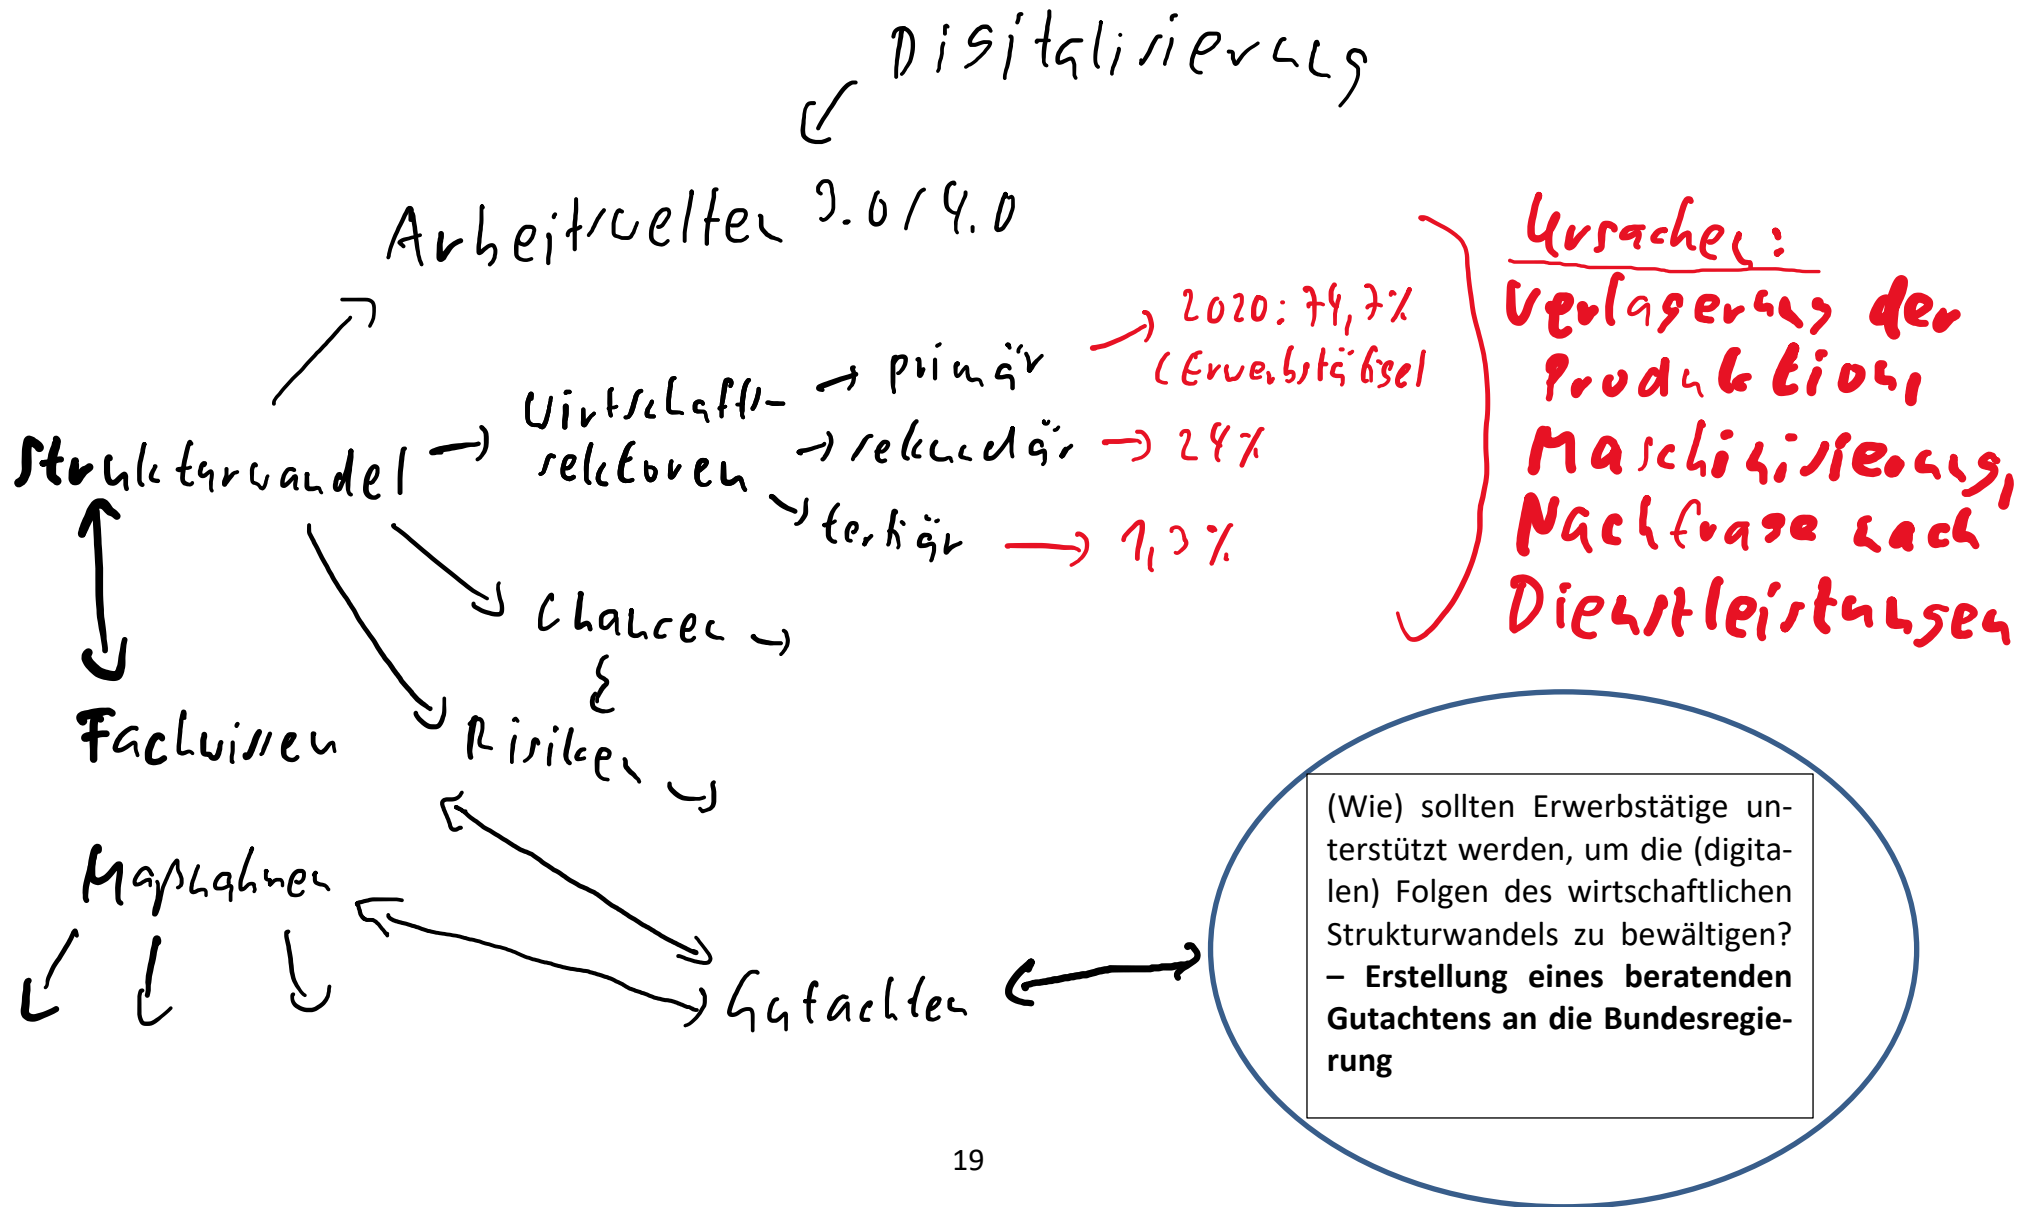 Digitalisierung
Arbeitswelten 3.0/4.0
Ursachen:
Verlagerung der
Produktion,
Maschinisierung,
Nachfrage nach
Dienstleistungen
Strukturwandel
Wirtschafts-
sektoren
primär
2020: 74,7%
(Erwerbstätige)
sekundär
24%
tertiär
1,3%
Chancen
&
Risiken
Fachwissen
Maßnahmen
Gutachten
(Wie) sollten Erwerbstätige un-
terstützt werden, um die (digita-
len) Folgen des wirtschaftlichen
Strukturwandels zu bewältigen?
– Erstellung eines beratenden
Gutachtens an die Bundesregie-
rung
19